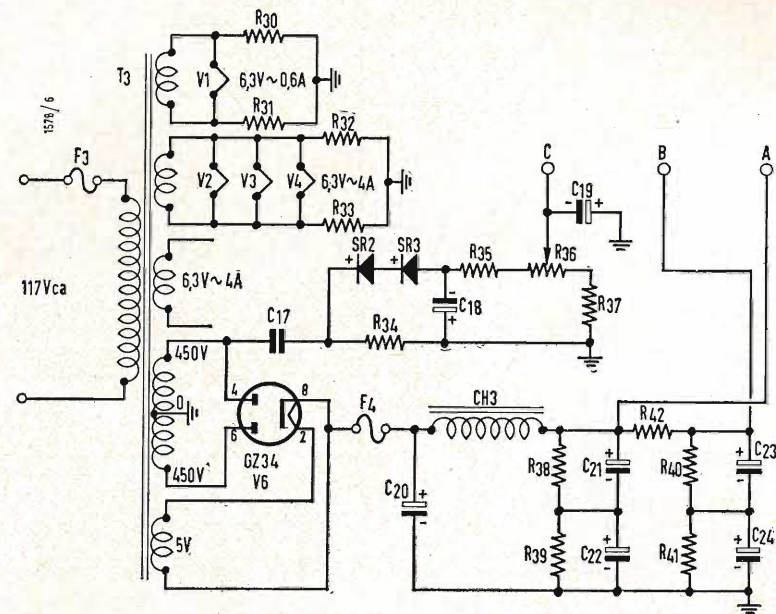 R30
T3
V1
6,3V~0,6A
1578/6
R31
R32
F3
V2
V3
V4
6,3V~4A
R33
C
B
A
C19
- +
SR2
SR3
+
+
R35
R36
117Vca
6,3V~4A
C17
-
C18
+
R34
R37
450V
4
8
0
6
2
GZ34
V6
450V
F4
CH3
R42
5V
C20
+
-
R38
+
C21
-
R40
+
C23
-
R39
+
C22
-
R41
+
C24
-